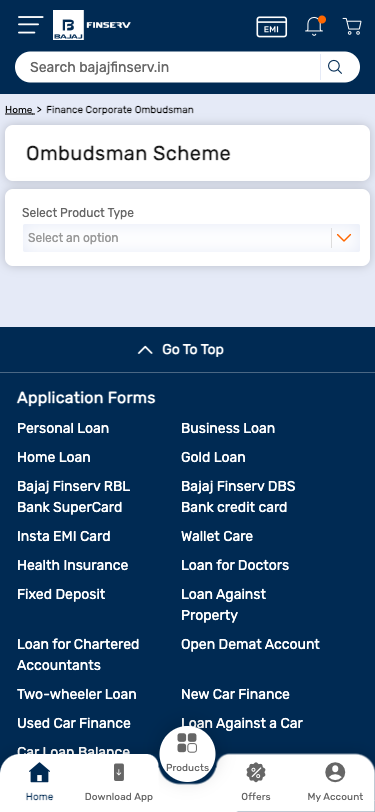 B
BAJAJ
FINSERV
EMI
Search bajajfinserv.in
Home > Finance Corporate Ombudsman
Ombudsman Scheme
Select Product Type
Select an option
Go To Top
Application Forms
Personal Loan
Business Loan
Home Loan
Gold Loan
Bajaj Finserv RBL
Bank SuperCard
Bajaj Finserv DBS
Bank credit card
Insta EMI Card
Wallet Care
Health Insurance
Loan for Doctors
Fixed Deposit
Loan Against
Property
Loan for Chartered
Accountants
Open Demat Account
Two-wheeler Loan
New Car Finance
Used Car Finance
Loan Against a Car
Car Loan Balance
Home
Download App
Products
Offers
My Account